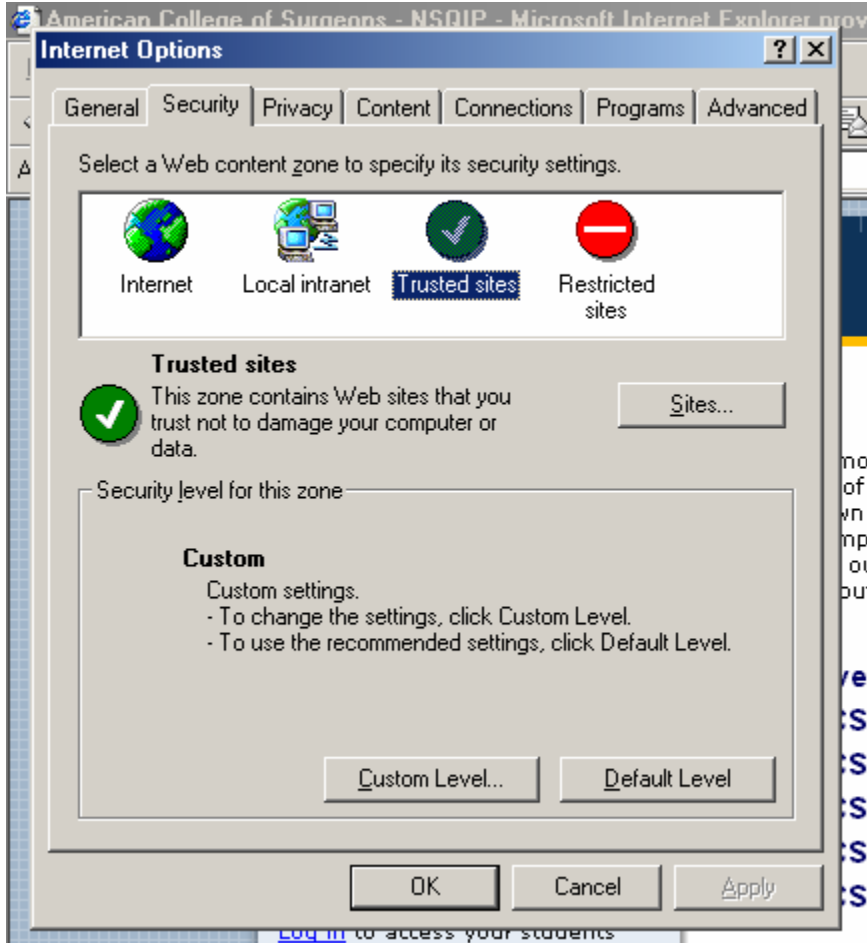 American College of Surgeons - NSQIP - Microsoft Internet Explorer prov
Internet Options
General Security Privacy Content Connections Programs Advanced
Select a Web content zone to specify its security settings.
Internet Local intranet Trusted sites Restricted sites
Trusted sites
This zone contains Web sites that you
trust not to damage your computer or
data.
Sites...
Security level for this zone
Custom
Custom settings.
- To change the settings, click Custom Level.
- To use the recommended settings, click Default Level.
Custom Level... Default Level
OK Cancel Apply
Log in to access your students